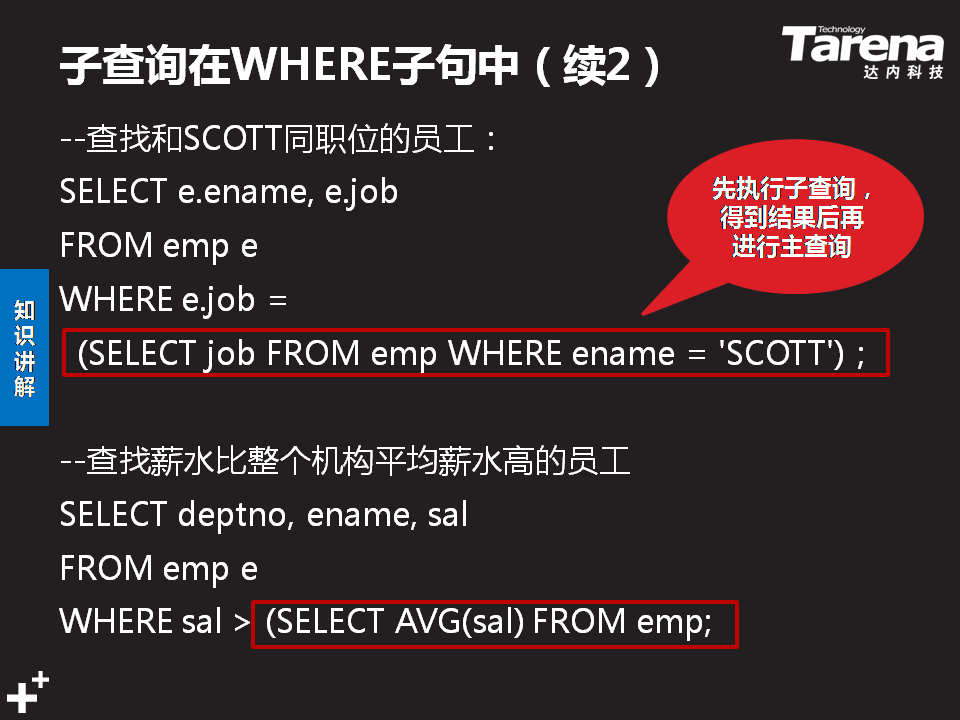 子查询在WHERE子句中（续2）
Technology
Tarena
达内科技
--查找和SCOTT同职位的员工：
SELECT e.ename, e.job
FROM emp e
WHERE e.job =
(SELECT job FROM emp WHERE ename = 'SCOTT')；
先执行子查询，
得到结果后再
进行主查询
知识讲解
--查找薪水比整个机构平均薪水高的员工
SELECT deptno, ename, sal
FROM emp e
WHERE sal > (SELECT AVG(sal) FROM emp;